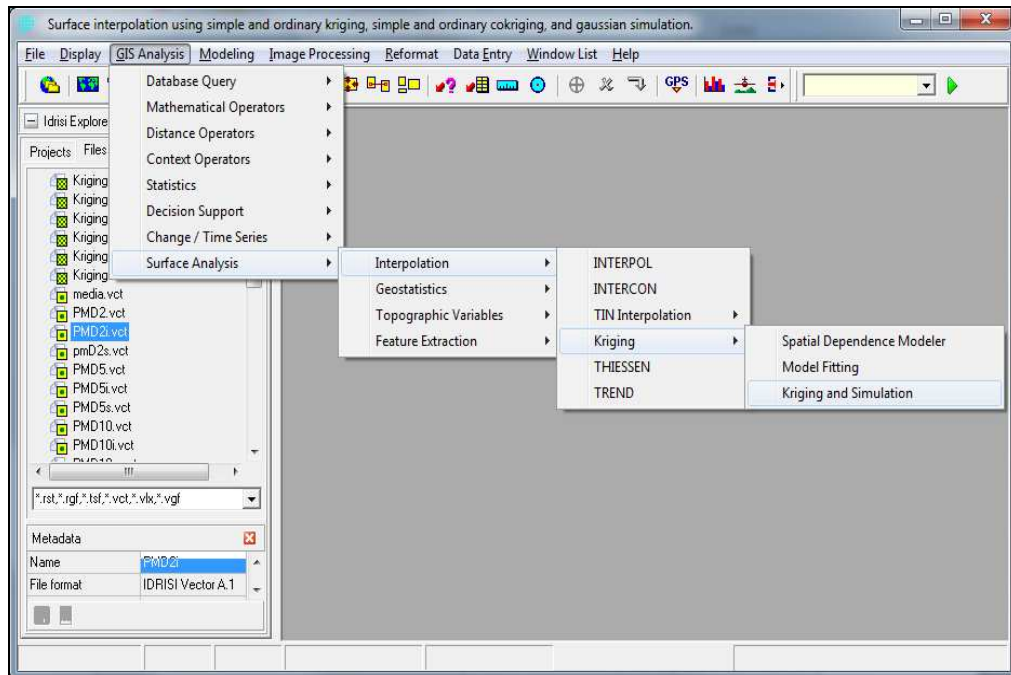 Surface interpolation using simple and ordinary kriging, simple and ordinary cokriging, and gaussian simulation.
File Display GIS Analysis Modeling Image Processing Reformat Data Entry Window List Help
GPS
Database Query
Mathematical Operators
Distance Operators
Context Operators
Statistics
Decision Support
Change / Time Series
Surface Analysis
Interpolation
Geostatistics
Topographic Variables
Feature Extraction
INTERPOL
INTERCON
TIN Interpolation
Kriging
THIESSEN
TREND
Spatial Dependence Modeler
Model Fitting
Kriging and Simulation
Idrisi Explore
Projects Files
Kriging
Kriging
Kriging
Kriging
Kriging
Kriging
media.vct
PMD2.vct
PMD2i.vct
pmD2s.vct
PMD5.vct
PMD5i.vct
PMD5s.vct
PMD10.vct
PMD10i.vct
*.rst,*.rgf,*.tsf,*.vct,*.vlx,*.vgf
Metadata
Name PMD2i
File format IDRISI Vector A.1